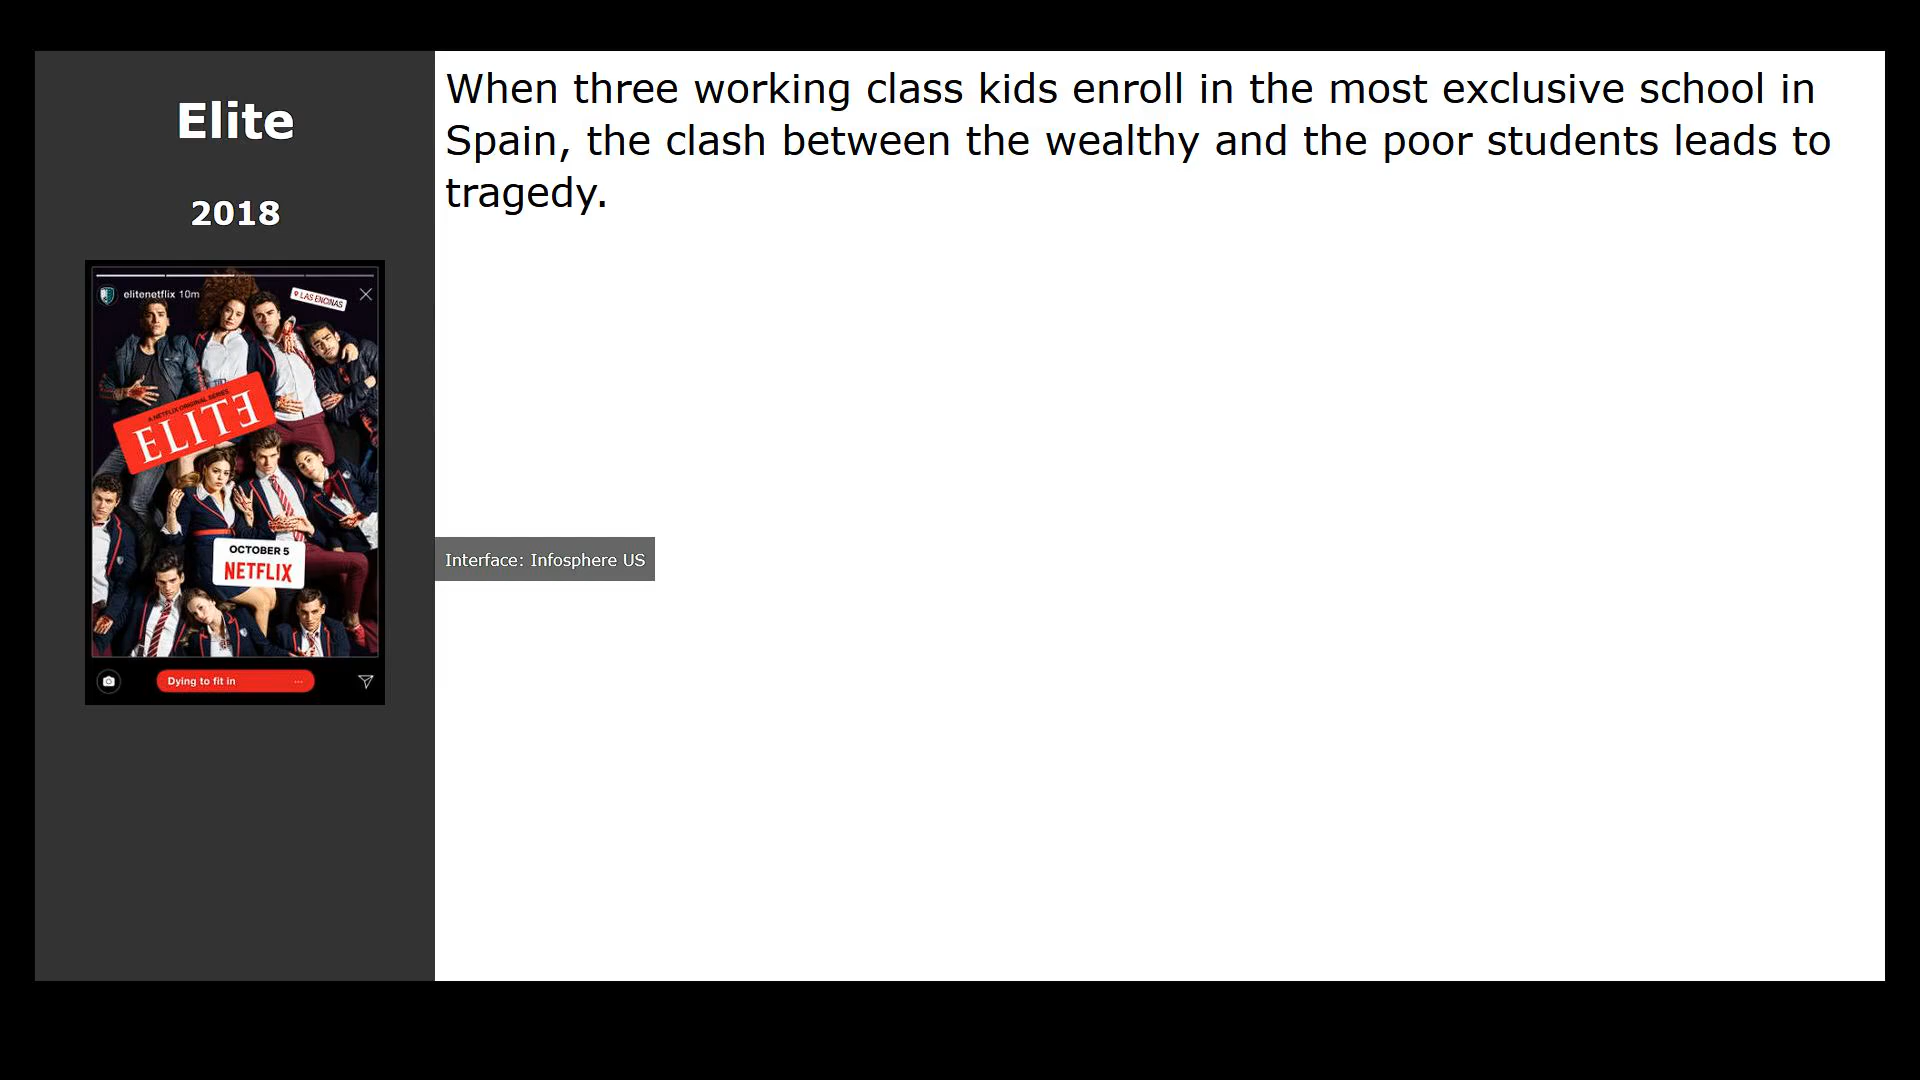 Elite
2018
elitenetflix 10m
LAS ENCINAS
A NETFLIX ORIGINAL SERIES
ELITE
OCTOBER 5
NETFLIX
Dying to fit in
When three working class kids enroll in the most exclusive school in
Spain, the clash between the wealthy and the poor students leads to
tragedy.
Interface: Infosphere US